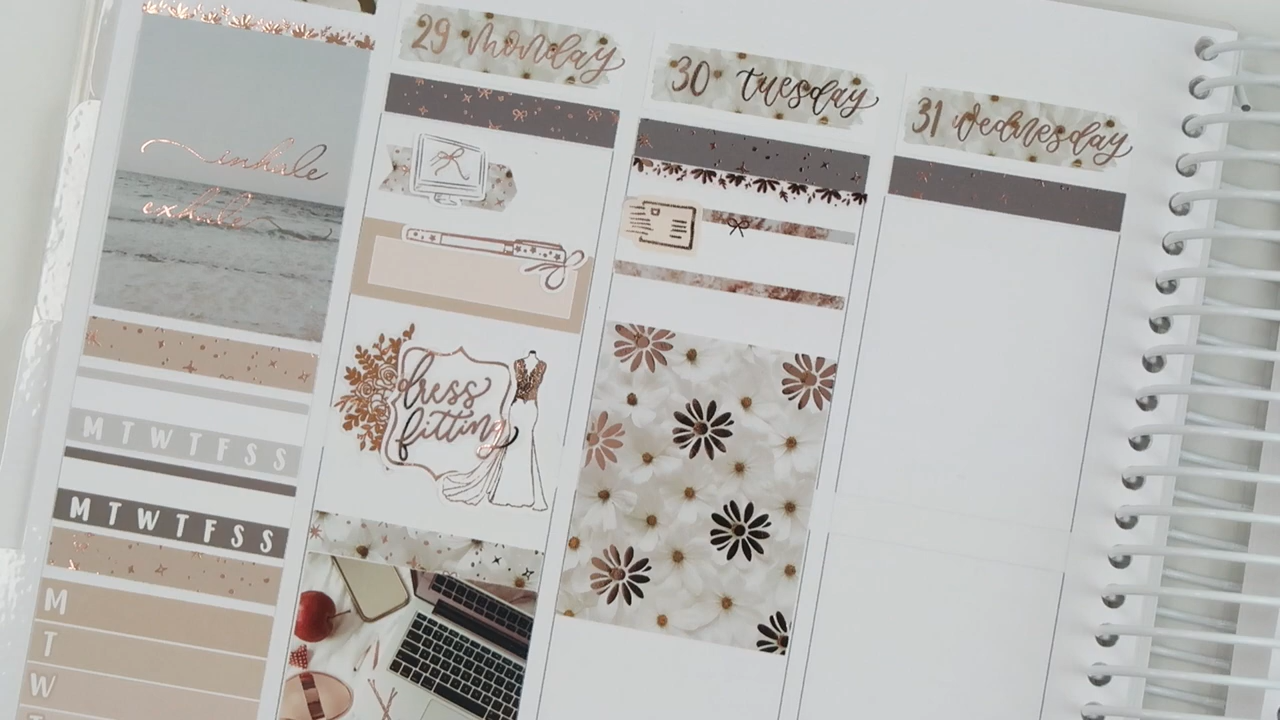 inhale
exhale
M T W T F S S
M T W T F S S
M
T
W
29 monday
dress
fitting
30 tuesday
31 wednesday